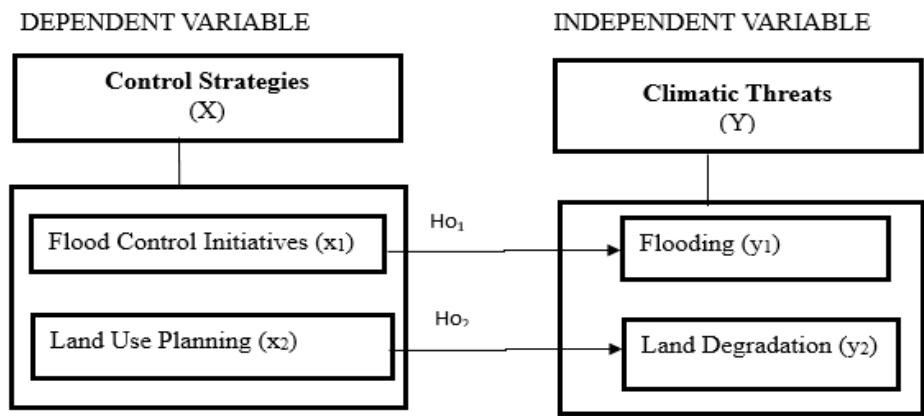 DEPENDENT VARIABLE
INDEPENDENT VARIABLE
Control Strategies
(X)
Climatic Threats
(Y)
Flood Control Initiatives (x₁)
Ho₁
Flooding (y₁)
Land Use Planning (x₂)
Ho₂
Land Degradation (y₂)